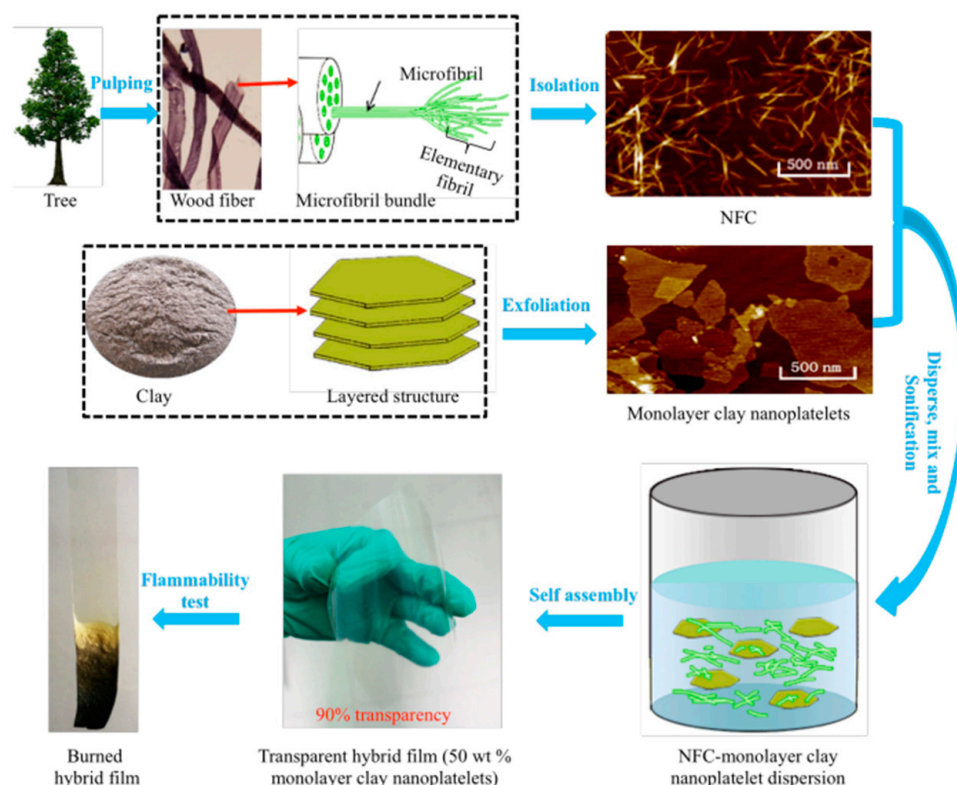 Pulping
Microfibril
Isolation
Elementary
fibril
500 nm
Tree
Wood fiber
Microfibril bundle
NFC
Exfoliation
500 nm
Clay
Layered structure
Monolayer clay nanoplatelets
Disperse, mix and
Sonification
Flammability
test
Self assembly
90% transparency
Burned
hybrid film
Transparent hybrid film (50 wt %
monolayer clay nanoplatelets)
NFC-monolayer clay
nanoplatelet dispersion